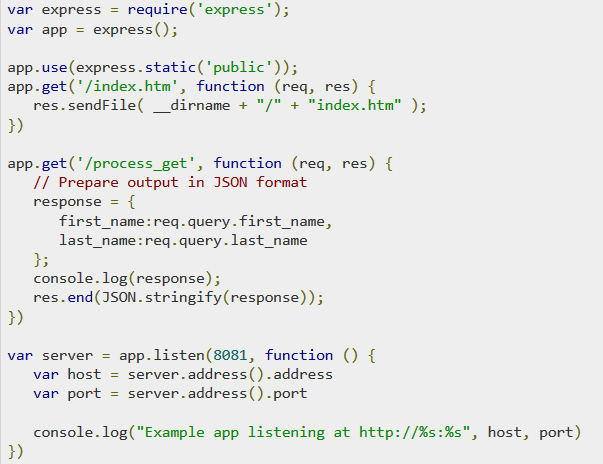 var express = require('express');
var app = express();

app.use(express.static('public'));
app.get('/index.htm', function (req, res) {
   res.sendFile( __dirname + "/" + "index.htm" );
})

app.get('/process_get', function (req, res) {
   // Prepare output in JSON format
   response = {
      first_name:req.query.first_name,
      last_name:req.query.last_name
   };
   console.log(response);
   res.end(JSON.stringify(response));
})

var server = app.listen(8081, function () {
   var host = server.address().address
   var port = server.address().port

   console.log("Example app listening at http://%s:%s", host, port)
})